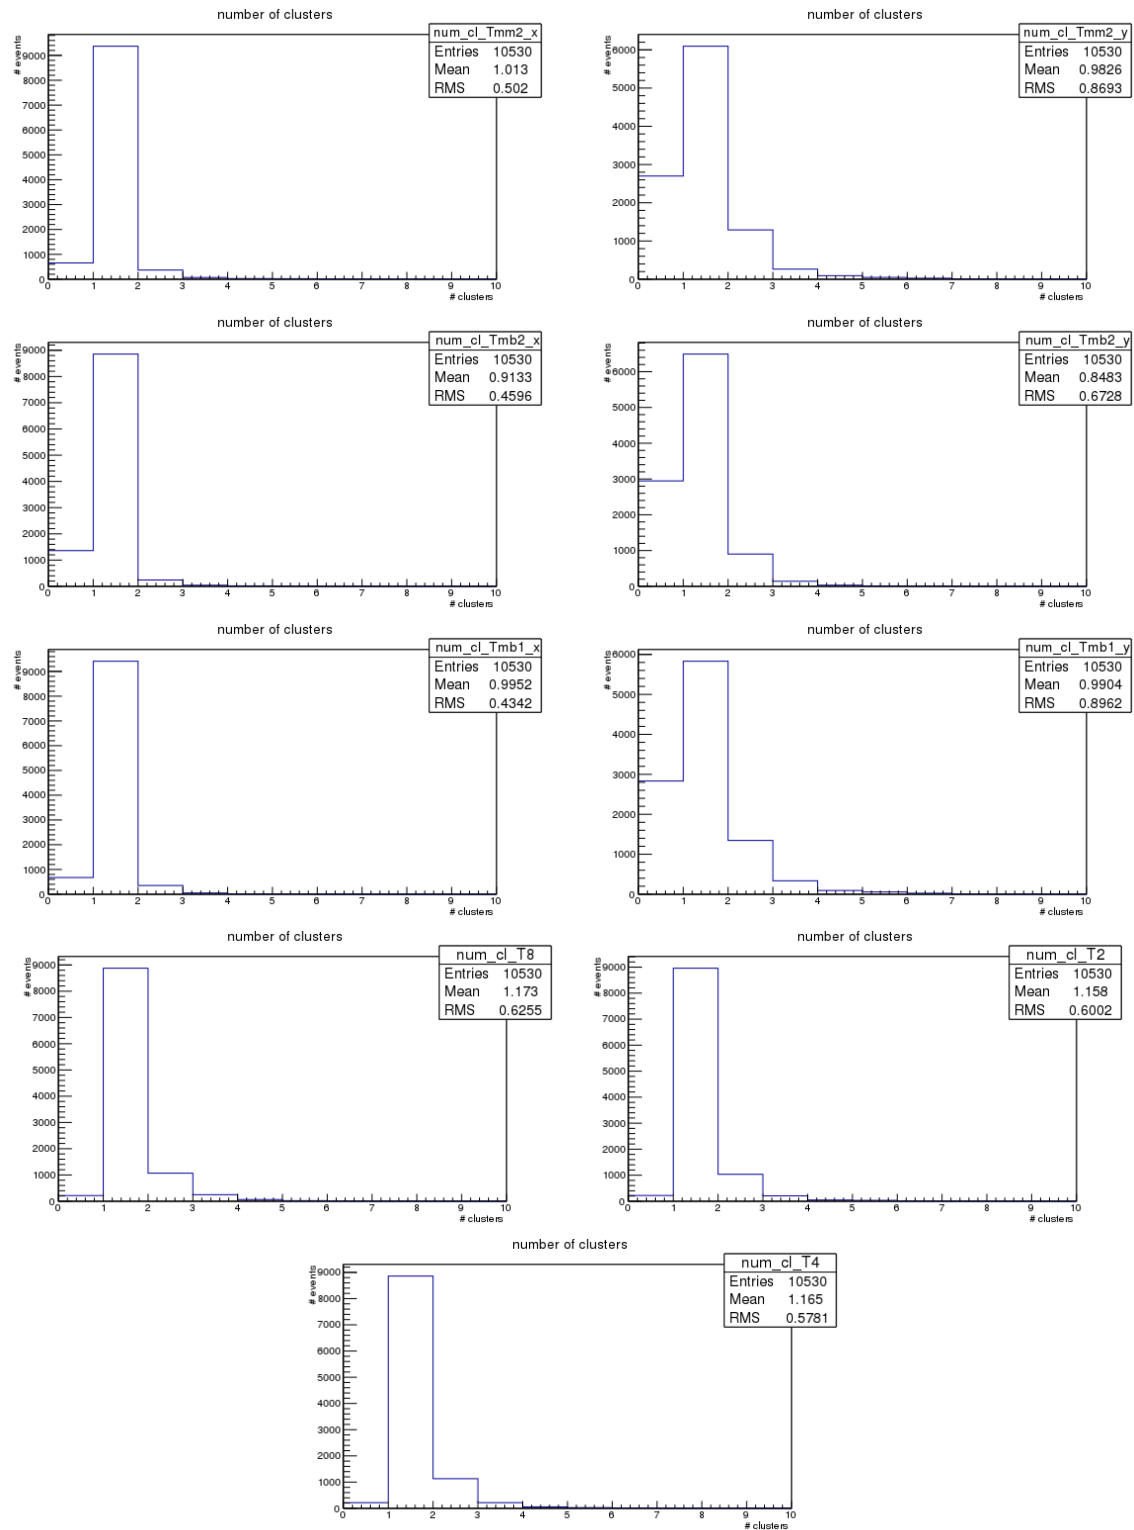 number of clusters
# events
num_cl_Tmm2_x
Entries 10530
Mean 1.013
RMS 0.502
9000
8000
7000
6000
5000
4000
3000
2000
1000
0
0 1 2 3 4 5 6 7 8 9 10
# clusters
number of clusters
# events
num_cl_Tmm2_y
Entries 10530
Mean 0.9826
RMS 0.8693
6000
5000
4000
3000
2000
1000
0
0 1 2 3 4 5 6 7 8 9 10
# clusters
number of clusters
# events
num_cl_Tmb2_x
Entries 10530
Mean 0.9133
RMS 0.4596
9000
8000
7000
6000
5000
4000
3000
2000
1000
0
0 1 2 3 4 5 6 7 8 9 10
# clusters
number of clusters
# events
num_cl_Tmb2_y
Entries 10530
Mean 0.8483
RMS 0.6728
6000
5000
4000
3000
2000
1000
0
0 1 2 3 4 5 6 7 8 9 10
# clusters
number of clusters
# events
num_cl_Tmb1_x
Entries 10530
Mean 0.9952
RMS 0.4342
9000
8000
7000
6000
5000
4000
3000
2000
1000
0
0 1 2 3 4 5 6 7 8 9 10
# clusters
number of clusters
# events
num_cl_Tmb1_y
Entries 10530
Mean 0.9904
RMS 0.8962
6000
5000
4000
3000
2000
1000
0
0 1 2 3 4 5 6 7 8 9 10
# clusters
number of clusters
# events
num_cl_T8
Entries 10530
Mean 1.173
RMS 0.6255
9000
8000
7000
6000
5000
4000
3000
2000
1000
0
0 1 2 3 4 5 6 7 8 9 10
# clusters
number of clusters
# events
num_cl_T2
Entries 10530
Mean 1.158
RMS 0.6002
9000
8000
7000
6000
5000
4000
3000
2000
1000
0
0 1 2 3 4 5 6 7 8 9 10
# clusters
number of clusters
# events
num_cl_T4
Entries 10530
Mean 1.165
RMS 0.5781
9000
8000
7000
6000
5000
4000
3000
2000
1000
0
0 1 2 3 4 5 6 7 8 9 10
# clusters